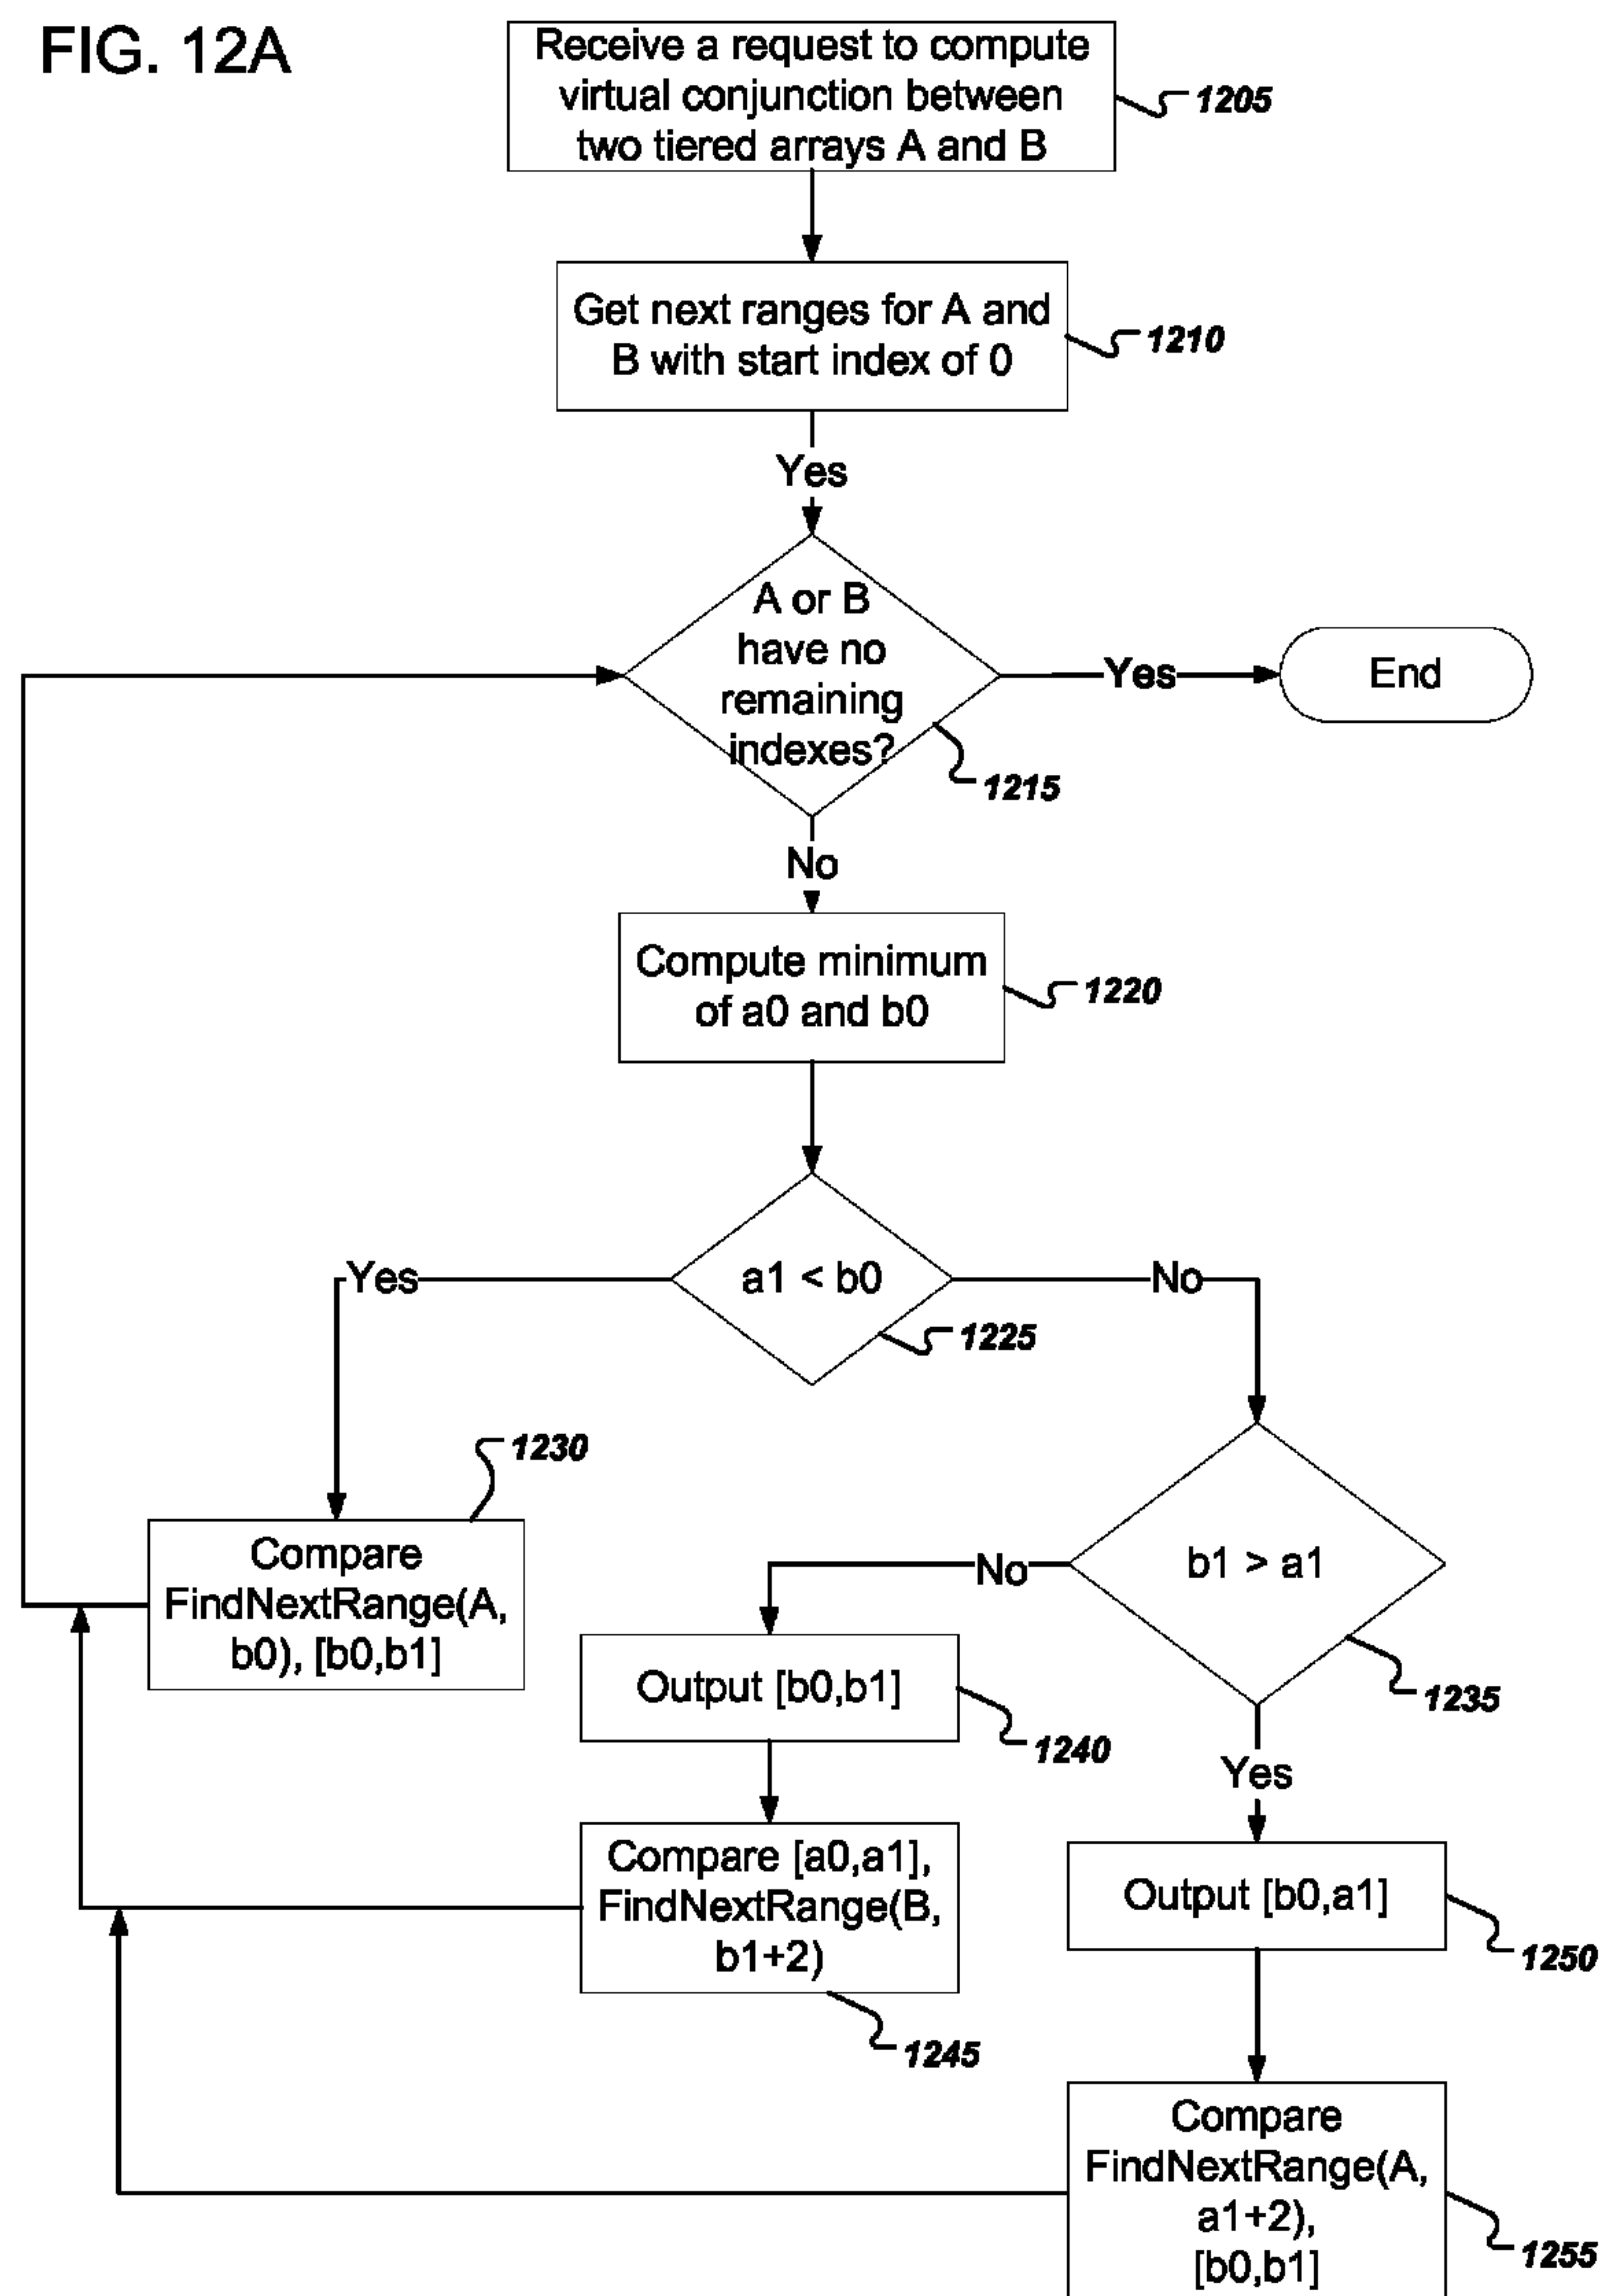 FIG. 12A
Receive a request to compute
virtual conjunction between
two tiered arrays A and B
1205
Get next ranges for A and
B with start index of 0
1210
Yes
A or B
have no
remaining
indexes?
1215
Yes
End
No
Compute minimum
of a0 and b0
1220
a1 < b0
1225
Yes
No
1230
Compare
FindNextRange(A,
b0), [b0,b1]
b1 > a1
1235
No
Output [b0,b1]
1240
Yes
Compare [a0,a1],
FindNextRange(B,
b1+2)
1245
Output [b0,a1]
1250
Compare
FindNextRange(A,
a1+2),
[b0,b1]
1255